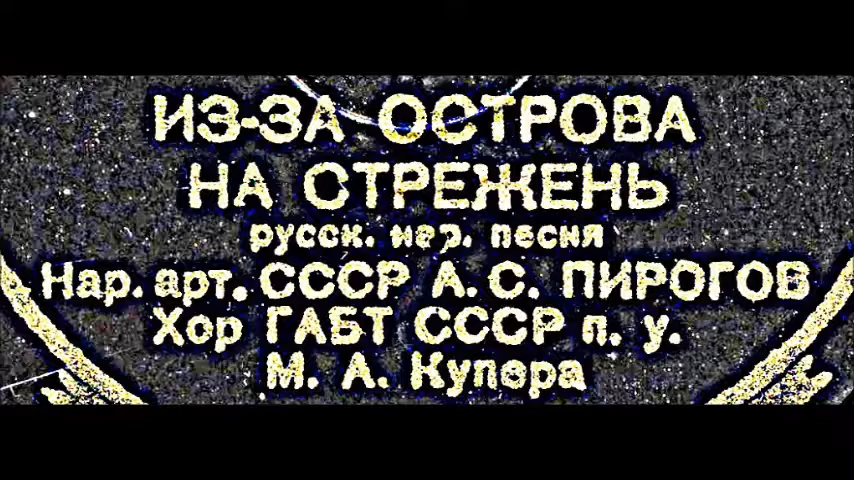 ИЗ-ЗА ОСТРОВА
НА СТРЕЖЕНЬ
русск. нар. песня
Нар. арт. СССР А. С. ПИРОГОВ
Хор ГАБТ СССР п. у.
М. А. Купера